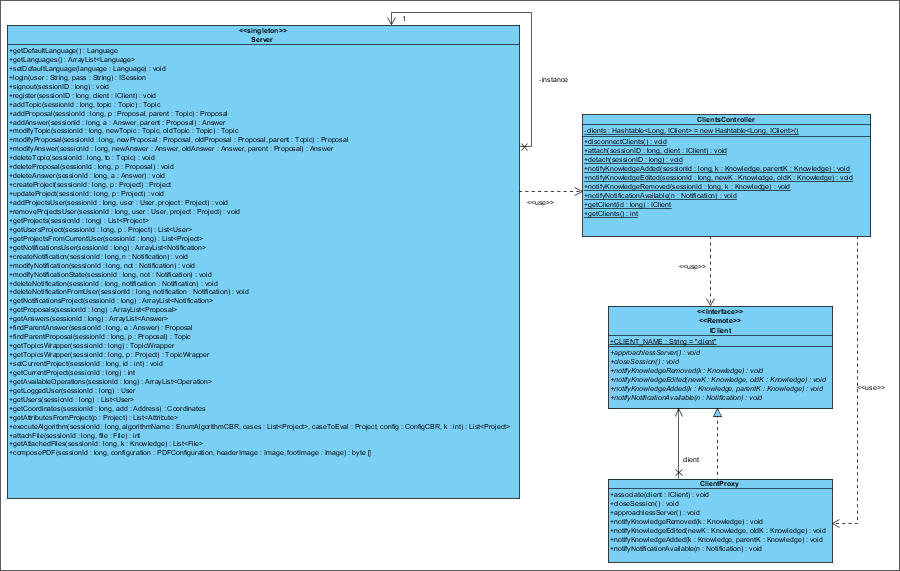 1
<<singleton>>
Server
+getDefaultLanguage() : Language
+getLanguages() : ArrayList<Language>
+setDefaultLanguage(language : Language) : void
+login(user : String, pass : String) : ISession
+signout(sessionID : long) : void
+register(sessionID : long, client : IClient) : void
+addTopic(sessionId : long, topic : Topic) : Topic
+addProposal(sessionId : long, p : Proposal, parent : Topic) : Proposal
+addAnswer(sessionId : long, a : Answer, parent : Proposal) : Answer
+modifyTopic(sessionId : long, newTopic : Topic, oldTopic : Topic) : Topic
+modifyProposal(sessionId : long, newProposal : Proposal, oldProposal : Proposal, parent : Topic) : Proposal
+modifyAnswer(sessionId : long, newAnswer : Answer, oldAnswer : Answer, parent : Proposal) : Answer
+deleteTopic(sessionId : long, to : Topic) : void
+deleteProposal(sessionId : long, p : Proposal) : void
+deleteAnswer(sessionId : long, a : Answer) : void
+createProject(sessionId : long, p : Project) : Project
+updateProject(sessionId : long, p : Project) : void
+addProjectsUser(sessionId : long, user : User, project : Project) : void
+removeProjectsUser(sessionId : long, user : User, project : Project) : void
+getProjects(sessionId : long) : List<Project>
+getUsersProject(sessionId : long, p : Project) : List<User>
+getProjectsFromCurrentUser(sessionId : long) : List<Project>
+getNotificationsUser(sessionId : long) : ArrayList<Notification>
+createNotification(sessionId : long, n : Notification) : void
+modifyNotification(sessionId : long, not : Notification) : void
+modifyNotificationState(sessionId : long, not : Notification) : void
+deleteNotification(sessionId : long, notification : Notification) : void
+deleteNotificationFromUser(sessionId : long, notification : Notification) : void
+getNotificationsProject(sessionId : long) : ArrayList<Notification>
+getProposals(sessionId : long) : ArrayList<Proposal>
+getAnswers(sessionId : long) : ArrayList<Answer>
+findParentAnswer(sessionId : long, a : Answer) : Proposal
+findParentProposal(sessionId : long, p : Proposal) : Topic
+getTopicsWrapper(sessionId : long) : TopicWrapper
+getTopicsWrapper(sessionId : long, p : Project) : TopicWrapper
+setCurrentProject(sessionId : long, id : int) : void
+getCurrentProject(sessionId : long) : int
+getAvailableOperations(sessionId : long) : ArrayList<Operation>
+getLoggedUser(sessionId : long) : User
+getUsers(sessionId : long) : List<User>
+getCoordinates(sessionId : long, add : Address) : Coordinates
+getAttributesFromProject(p : Project) : List<Attribute>
+executeAlgorithm(sessionId : long, algorithmName : EnumAlgorithmCBR, cases : List<Project>, caseToEval : Project, config : ConfigCBR, k : int) : List<Project>
+attachFile(sessionId : long, file : File) : int
+getAttachedFiles(sessionId : long, k : Knowledge) : List<File>
+composePDF(sessionId : long, configuration : PDFConfiguration, headerImage : Image, footImage : Image) : byte []
-instance
<<use>>
ClientsController
-clients : Hashtable<Long, IClient> = new Hashtable<Long, IClient>()
+disconnectClients() : void
+attach(sessionID : long, client : IClient) : void
+detach(sessionID : long) : void
+notifyKnowledgeAdded(sessionId : long, k : Knowledge, parentK : Knowledge) : void
+notifyKnowledgeEdited(sessionId : long, newK : Knowledge, oldK : Knowledge) : void
+notifyKnowledgeRemoved(sessionId : long, k : Knowledge) : void
+notifyNotificationAvailable(n : Notification) : void
+getClient(id : long) : IClient
+getClients() : int
<<use>>
<<Interface>>
<<Remote>>
IClient
+CLIENT_NAME : String = "client"
+approachlessServer() : void
+closeSession() : void
+notifyKnowledgeRemoved(k : Knowledge) : void
+notifyKnowledgeEdited(newK : Knowledge, oldK : Knowledge) : void
+notifyKnowledgeAdded(k : Knowledge, parentK : Knowledge) : void
+notifyNotificationAvailable(n : Notification) : void
<<use>>
client
ClientProxy
+associate(client : IClient) : void
+closeSession() : void
+approachlessServer() : void
+notifyKnowledgeRemoved(k : Knowledge) : void
+notifyKnowledgeEdited(newK : Knowledge, oldK : Knowledge) : void
+notifyKnowledgeAdded(k : Knowledge, parentK : Knowledge) : void
+notifyNotificationAvailable(n : Notification) : void